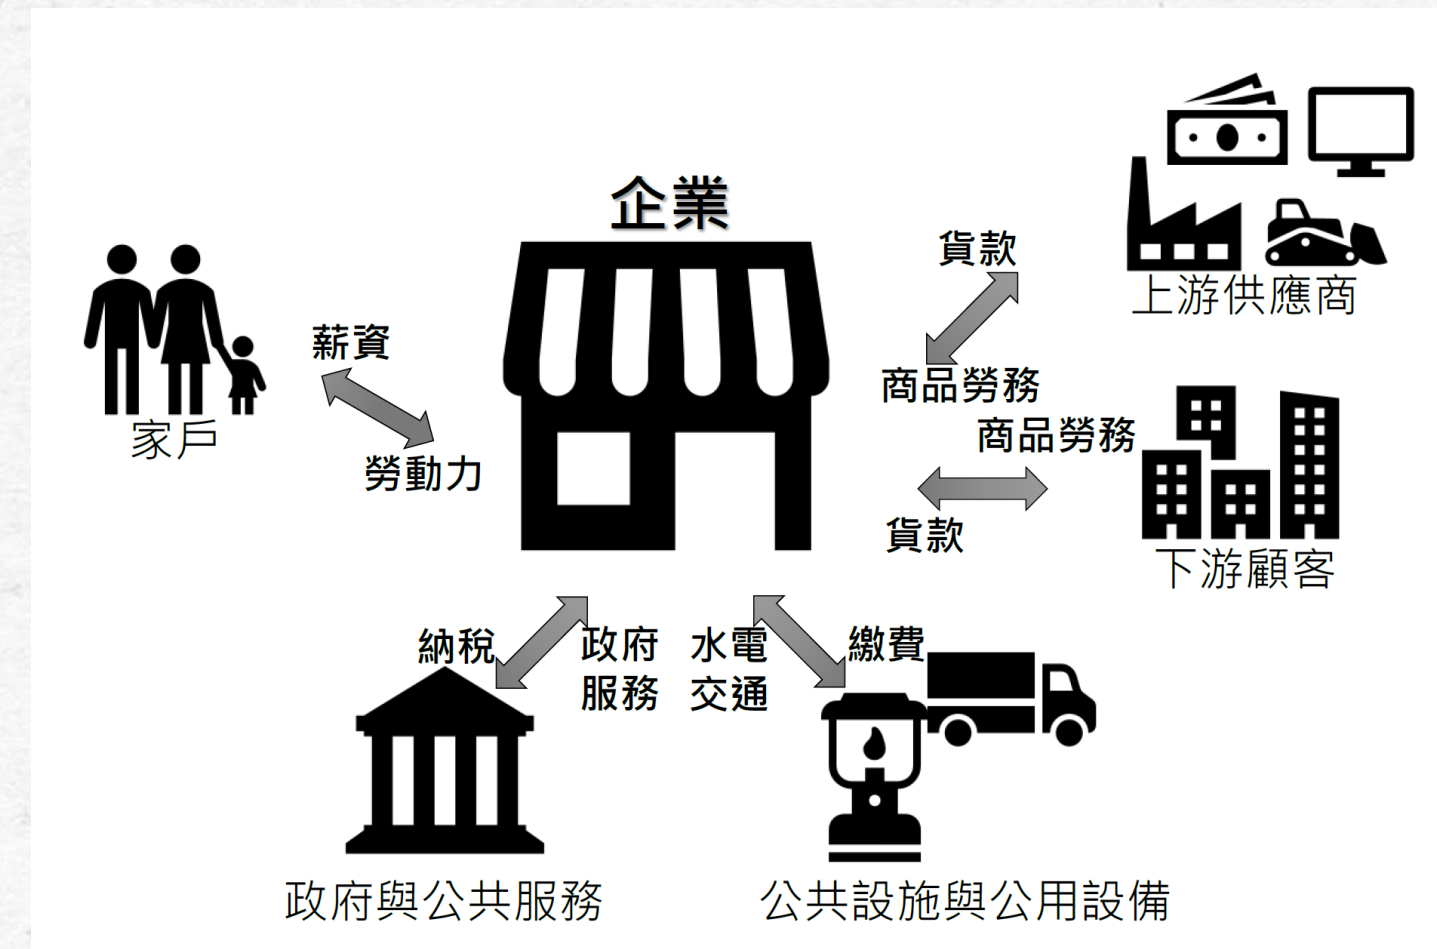 企業
貨款
上游供應商
薪資
商品勞務
家戶
商品勞務
勞動力
貨款
下游顧客
納稅
政府
服務
水電
交通
繳費
政府與公共服務
公共設施與公用設備